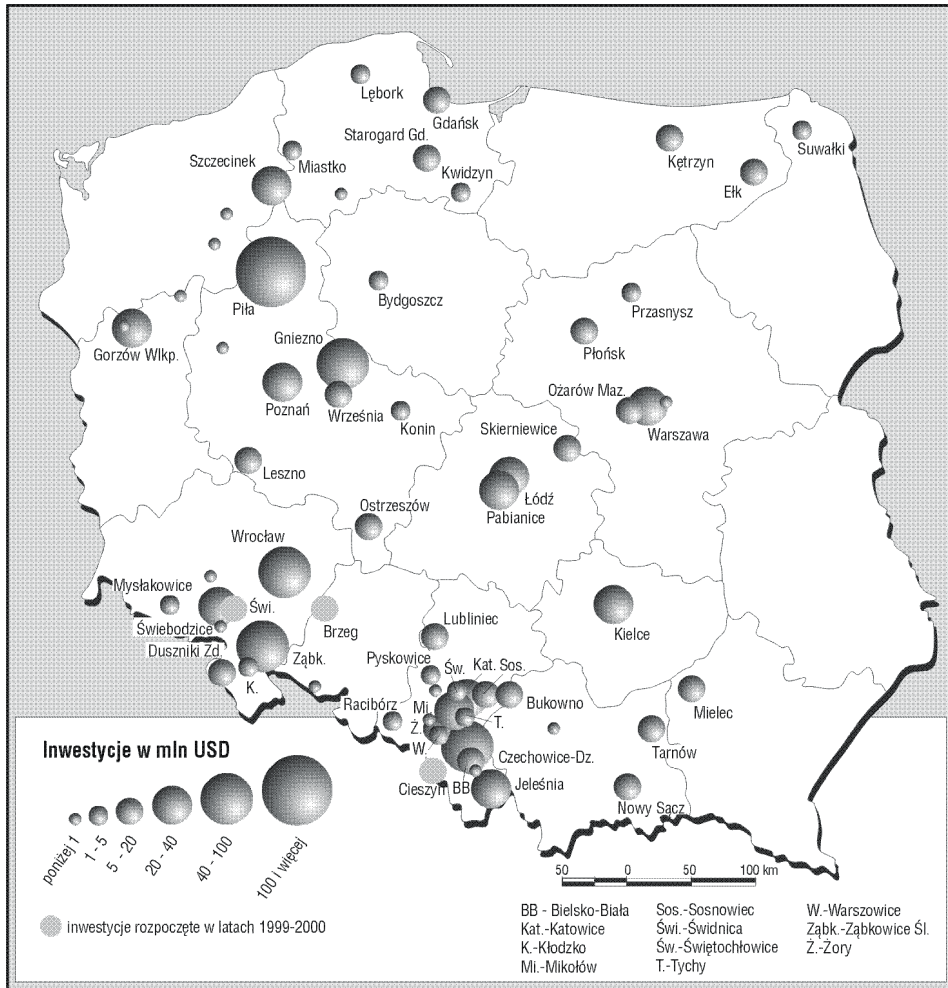 Lębork
Gdańsk
Starogard Gd.
Suwałki
Kętrzyn
Szczecinek
Miastko
Kwidzyn
Ełk
Bydgoszcz
Piła
Przasnysz
Gniezno
Płońsk
Gorzów Wlkp.
Ożarów Maz.
Poznań
Września
Konin
Skierniewice
Warszawa
Leszno
Łódź
Ostrzeszów
Pabianice
Wrocław
Mysłakowice
Świ.
Świebodzice
Brzeg
Lubliniec
Kielce
Duszniki Zd.
Ząbk.
Pyskowice
Św.
Kat.
Sos.
K.
Racibórz
Mi.
Bukowno
Mielec
Ż.
T.
W.
Czechowice-Dz.
Tarnów
Cieszyn
BB
Jeleśnia
Nowy Sącz
Inwestycje w mln USD
poniżej 1
1 - 5
5 - 20
20 - 40
40 - 100
100 i więcej
inwestycje rozpoczęte w latach 1999-2000
50 0 50 100 km
BB - Bielsko-Biała
Kat.-Katowice
K.-Kłodzko
Mi.-Mikołów
Sos.-Sosnowiec
Świ.-Świdnica
Św.-Świętochłowice
T.-Tychy
W.-Warszowice
Ząbk.-Ząbkowice Śl.
Ż.-Żory